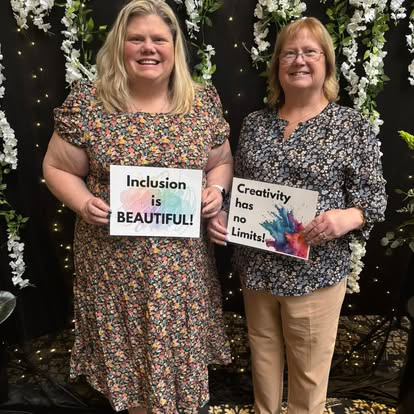 Inclusion
is
BEAUTIFUL!
Creativity
has
no
Limits!